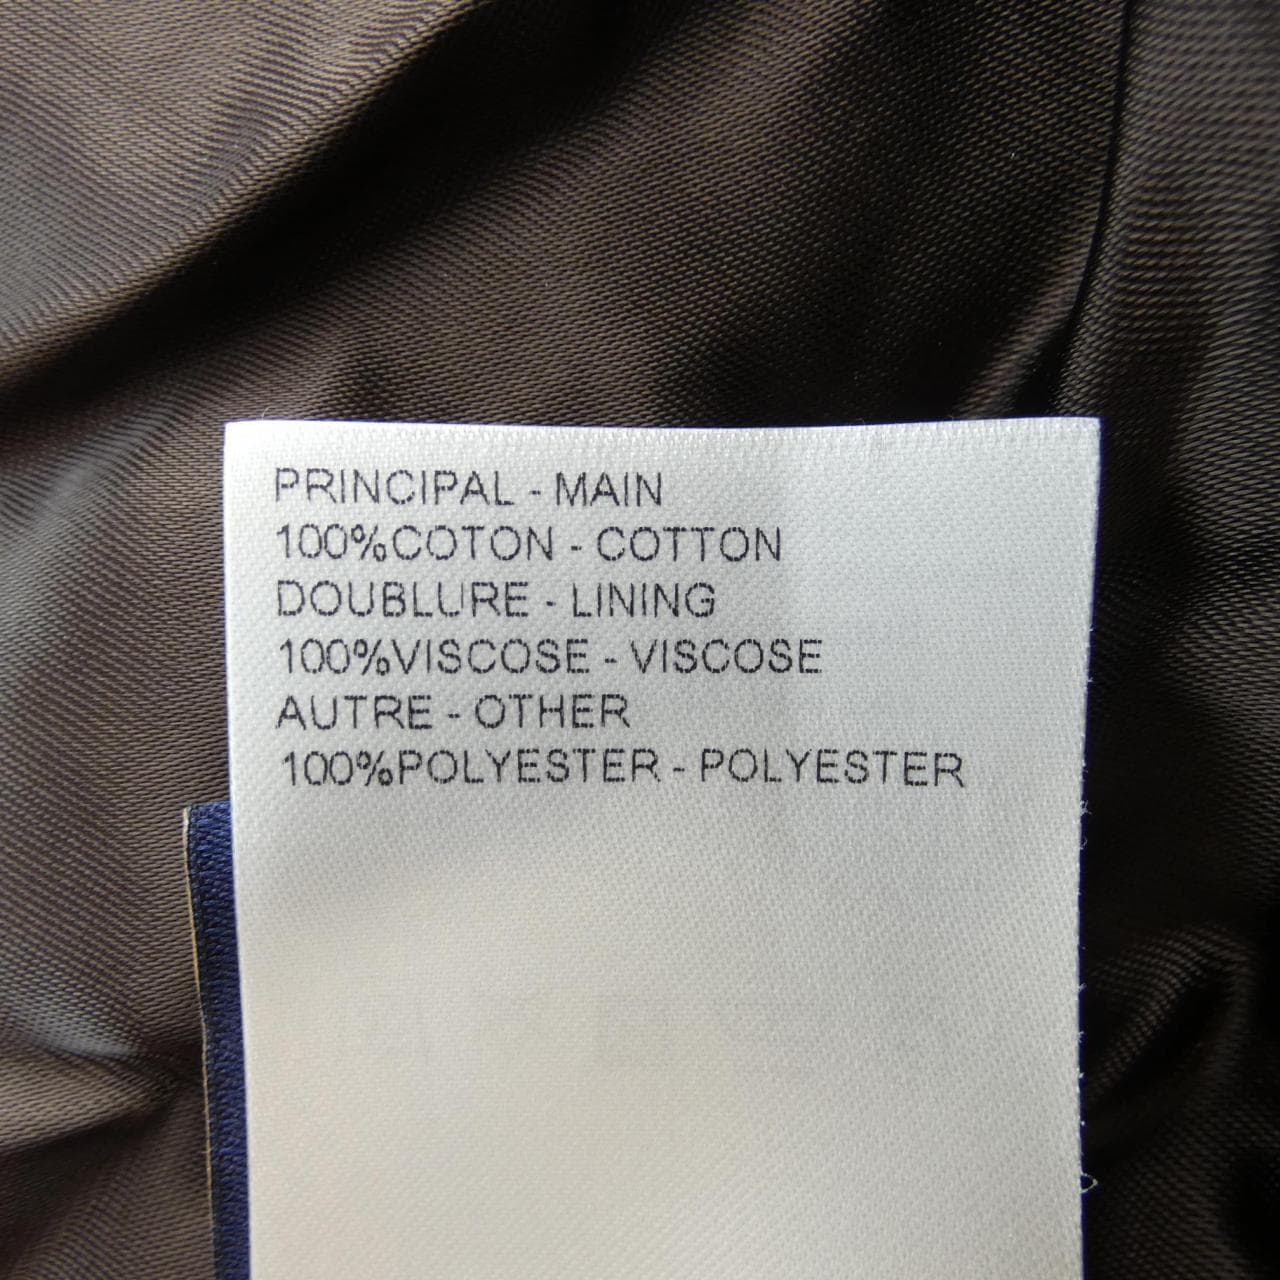 PRINCIPAL - MAIN
100%COTON - COTTON
DOUBLURE - LINING
100%VISCOSE - VISCOSE
AUTRE - OTHER
100%POLYESTER - POLYESTER